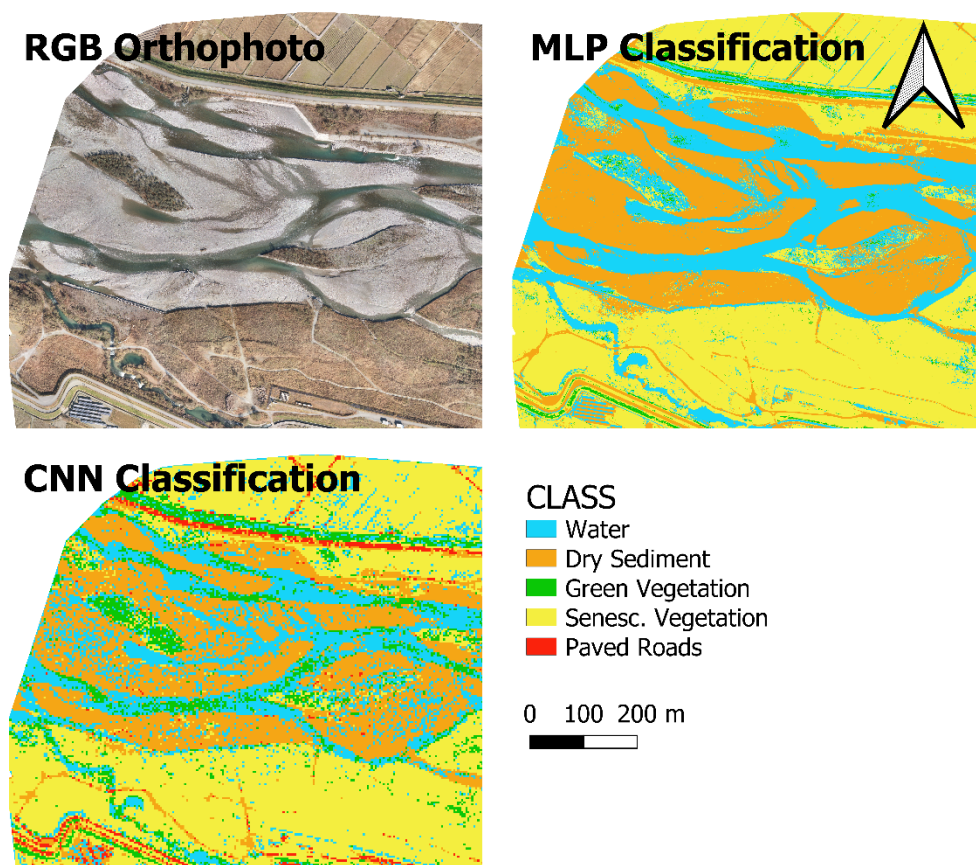 RGB Orthophoto
MLP Classification
CNN Classification
CLASS
Water
Dry Sediment
Green Vegetation
Senesc. Vegetation
Paved Roads
0 100 200 m